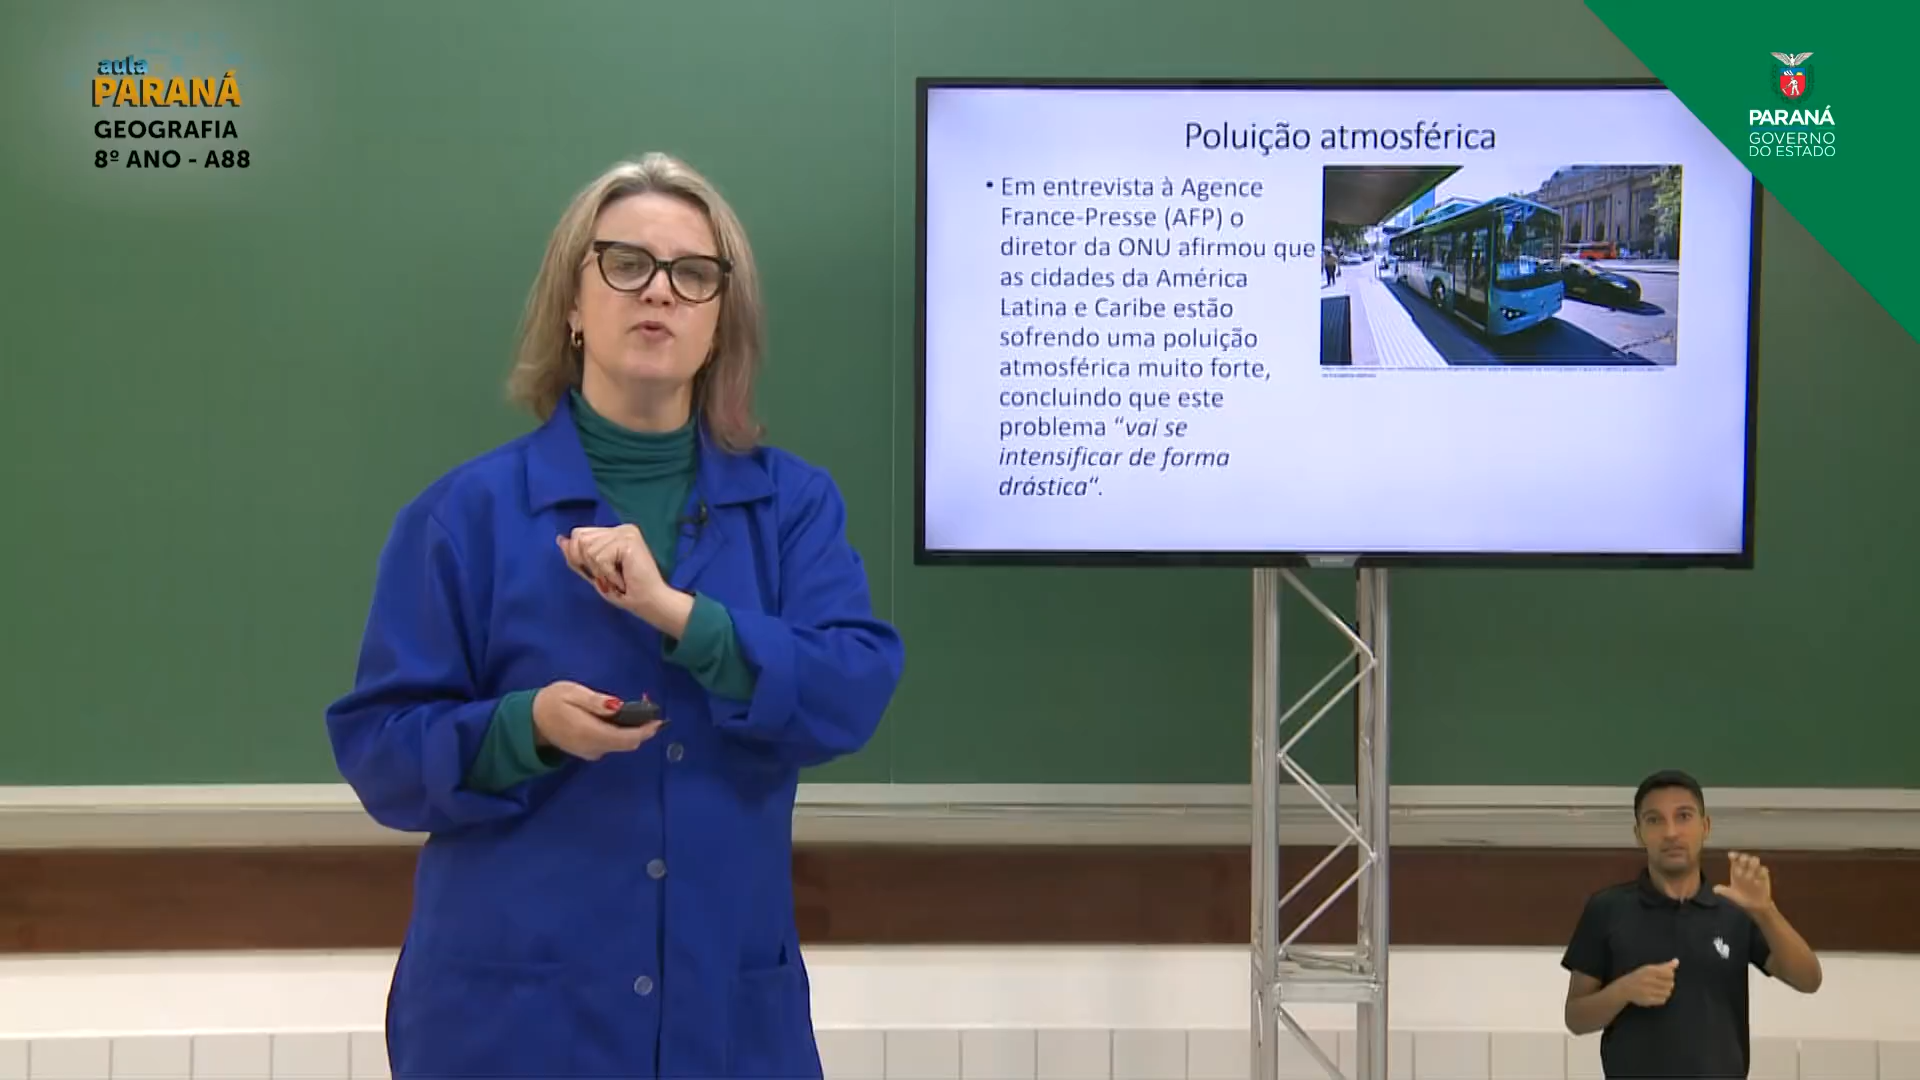 aula
PARANÁ
GEOGRAFIA
8º ANO - A88
Poluição atmosférica
• Em entrevista à Agence
France-Presse (AFP) o
diretor da ONU afirmou que
as cidades da América
Latina e Caribe estão
sofrendo uma poluição
atmosférica muito forte,
concluindo que este
problema “vai se
intensificar de forma
drástica“.
PARANÁ
GOVERNO
DO ESTADO